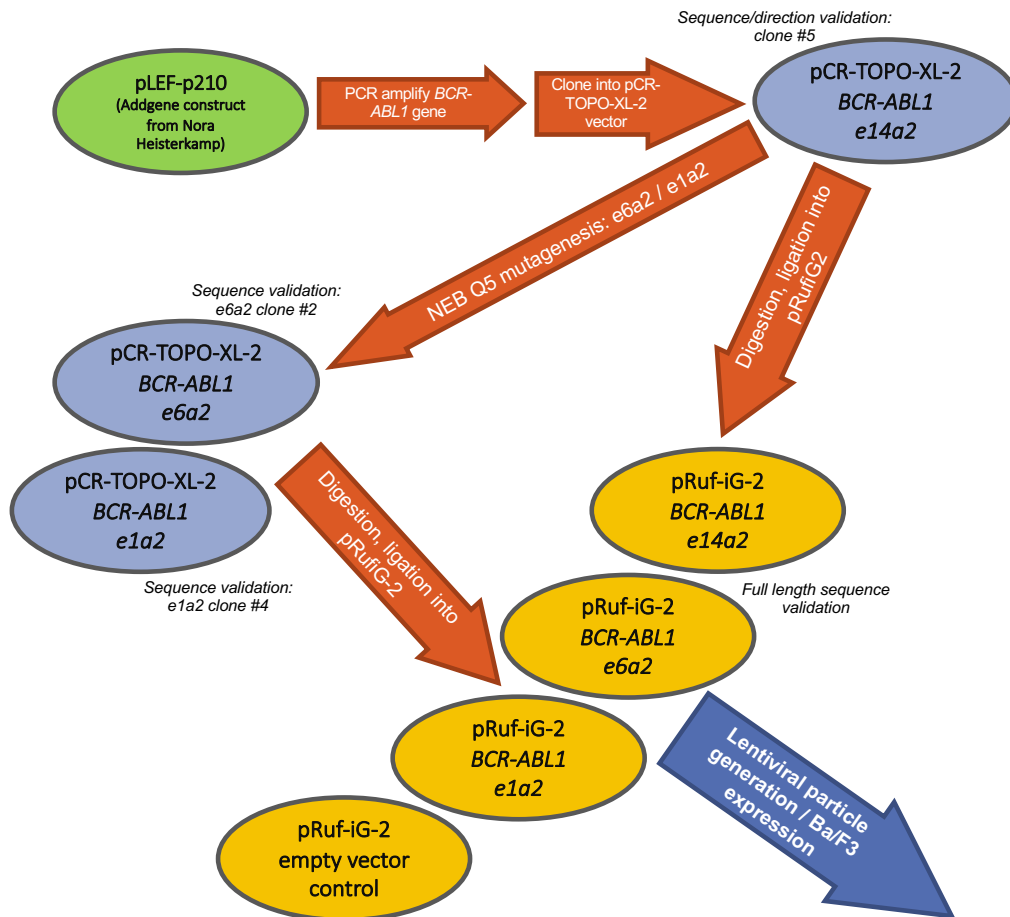 Sequence/direction validation:
clone #5
pLEF-p210
(Addgene construct
from Nora
Heisterkamp)
PCR amplify BCR-
ABL1 gene
Clone into pCR-
TOPO-XL-2
vector
pCR-TOPO-XL-2
BCR-ABL1
e14a2
NEB Q5 mutagenesis: e6a2 / e1a2
Digestion, ligation into
pRufiG2
Sequence validation:
e6a2 clone #2
pCR-TOPO-XL-2
BCR-ABL1
e6a2
pCR-TOPO-XL-2
BCR-ABL1
e1a2
Sequence validation:
e1a2 clone #4
Digestion, ligation into
pRufiG-2
pRuf-iG-2
BCR-ABL1
e14a2
Full length sequence
validation
pRuf-iG-2
BCR-ABL1
e6a2
pRuf-iG-2
BCR-ABL1
e1a2
pRuf-iG-2
empty vector
control
Lentiviral particle
generation / Ba/F3
expression